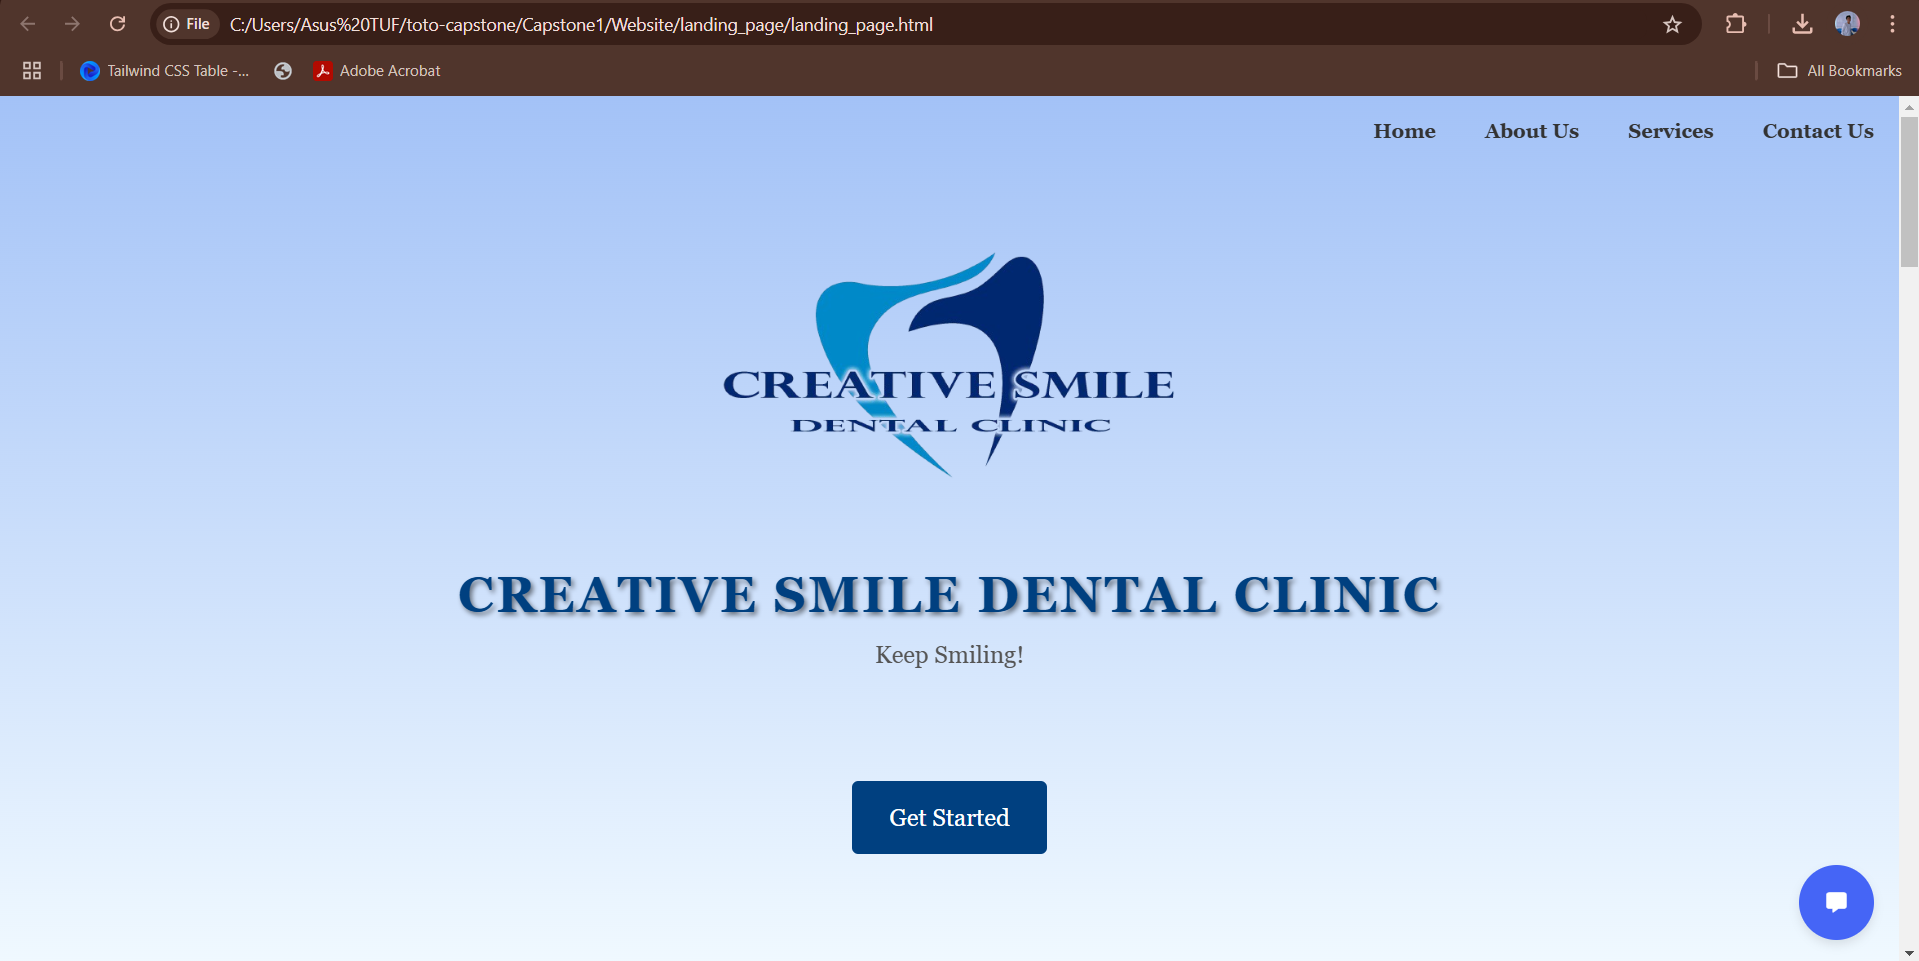 File C:/Users/Asus%20TUF/toto-capstone/Capstone1/Website/landing_page/landing_page.html
Tailwind CSS Table -... Adobe Acrobat All Bookmarks
Home About Us Services Contact Us
CREATIVE SMILE
DENTAL CLINIC
CREATIVE SMILE DENTAL CLINIC
Keep Smiling!
Get Started